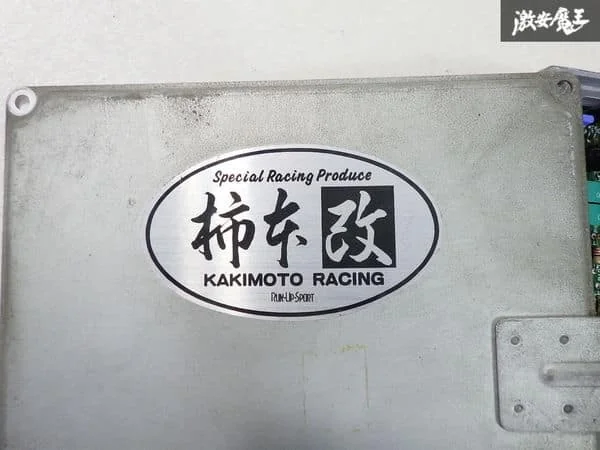 激安魔王
Special Racing Produce
柿本改
KAKIMOTO RACING
RUN-UP-SPORT